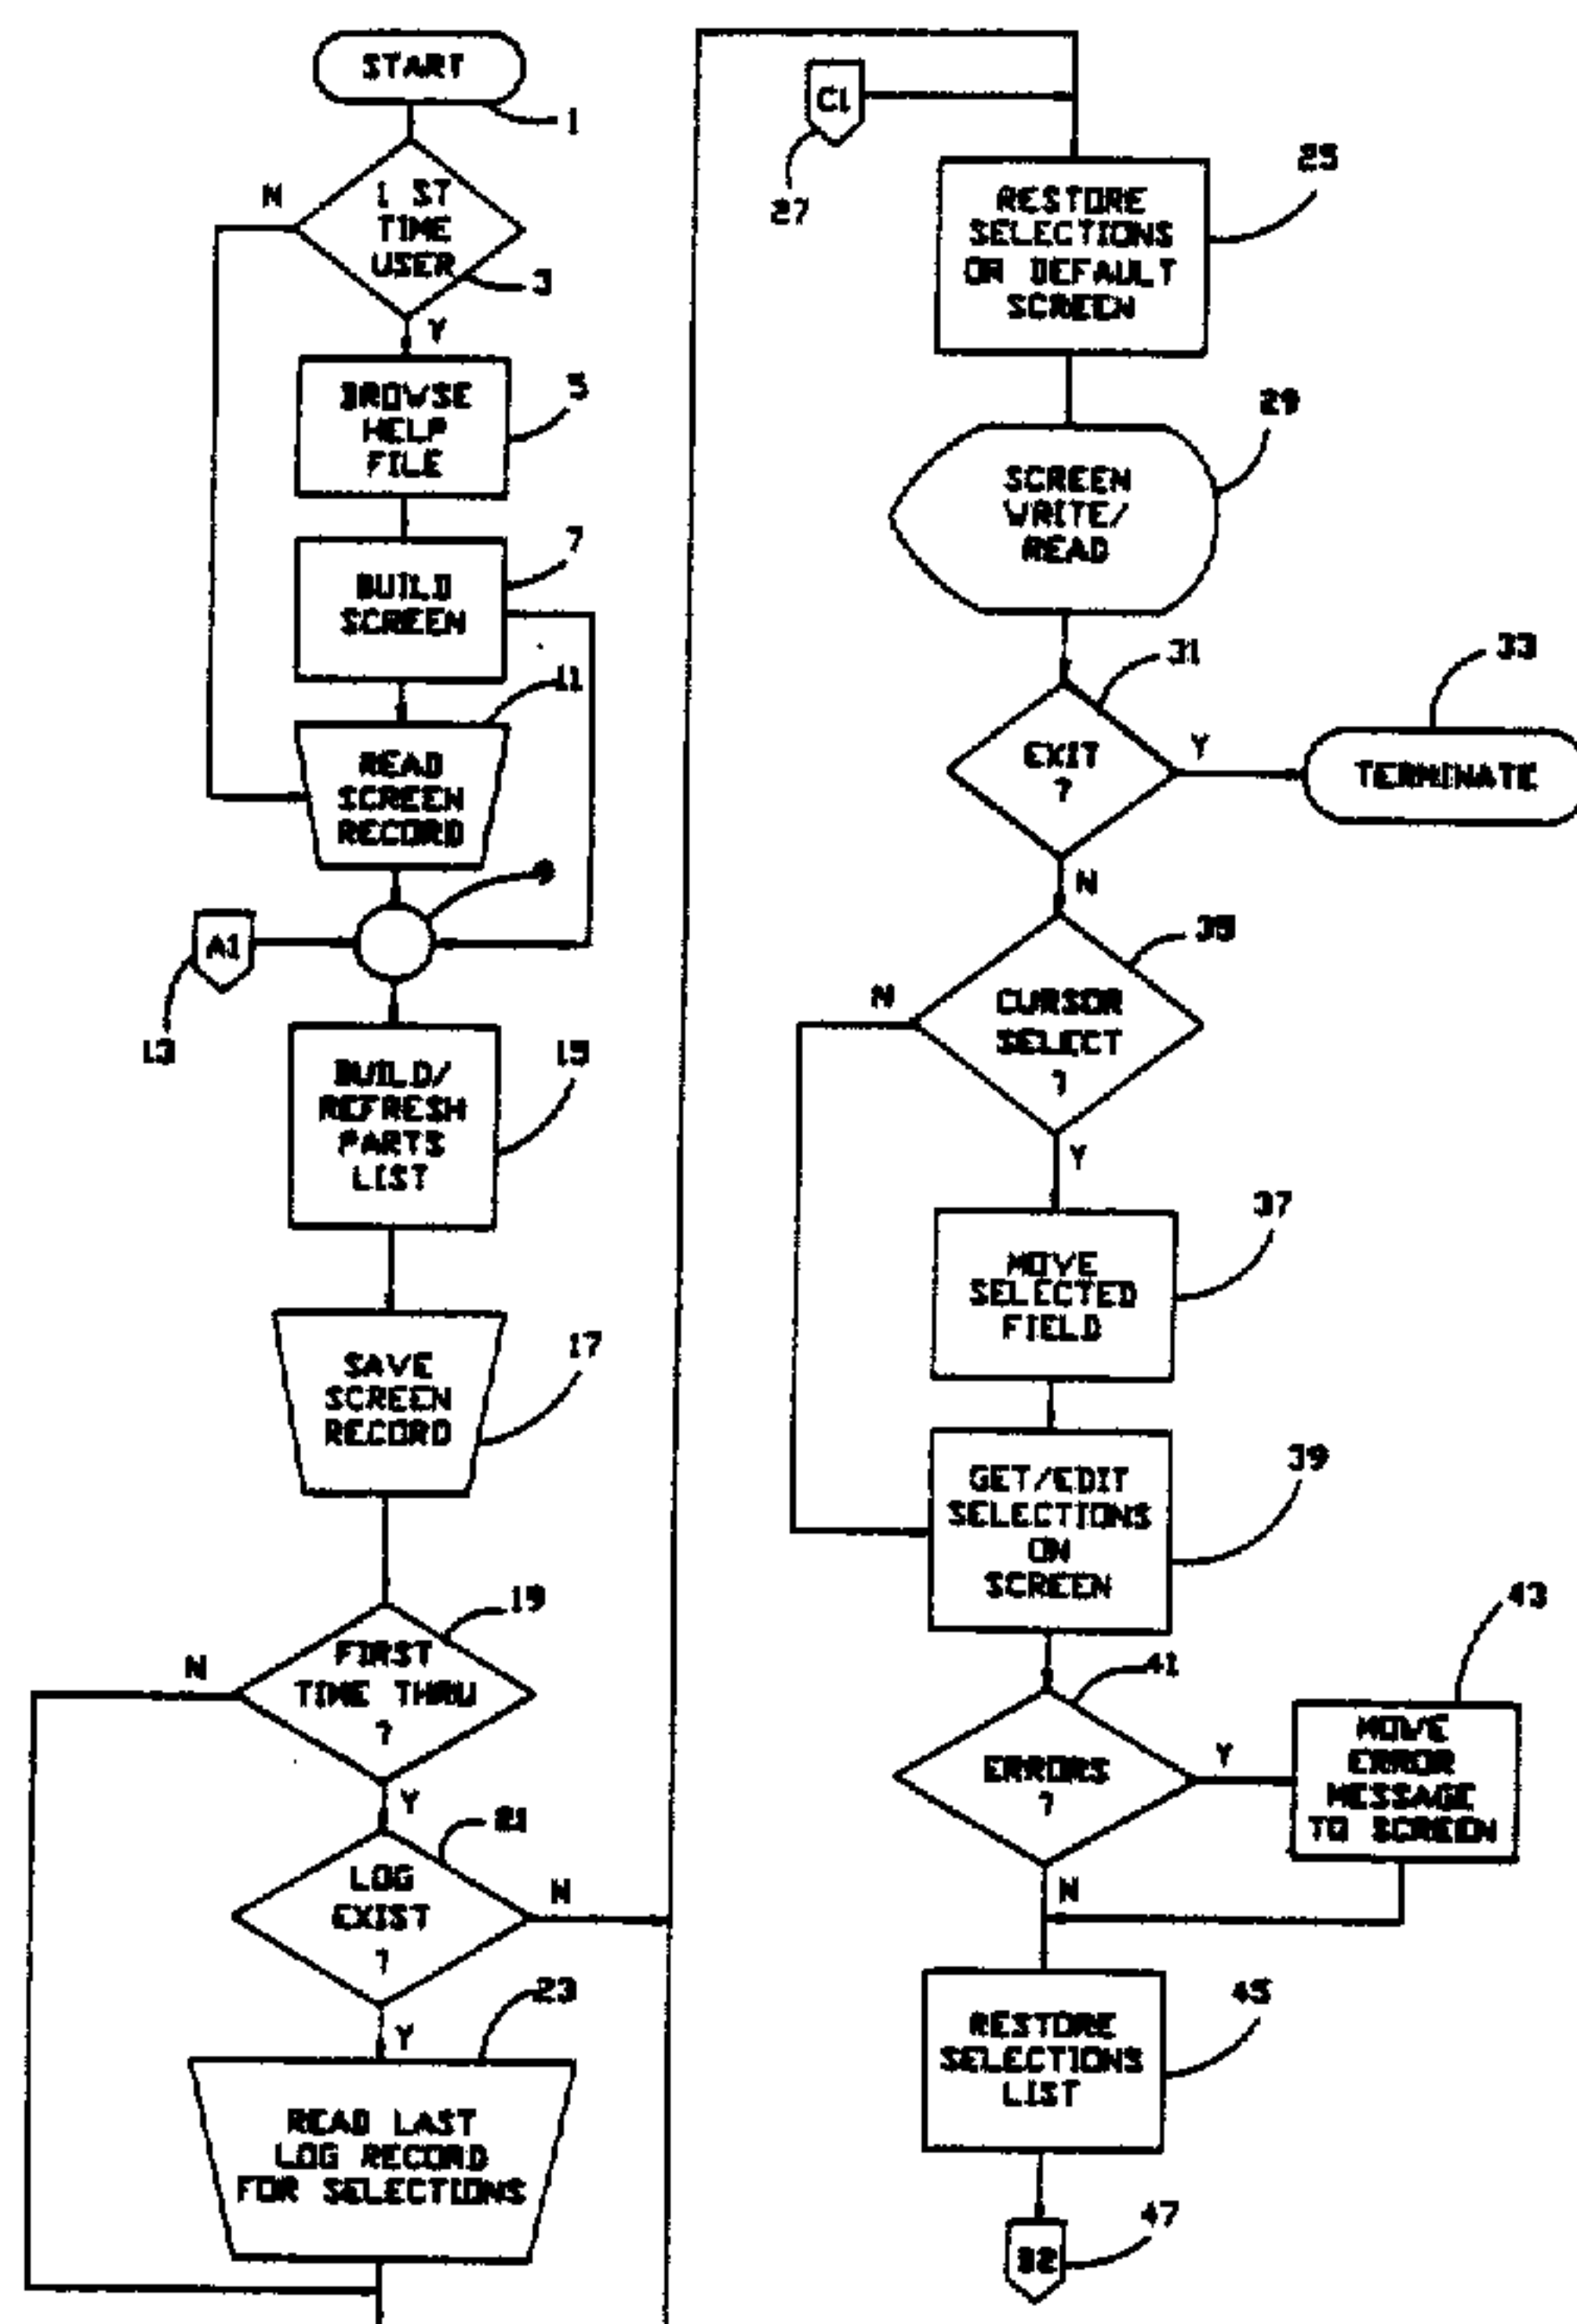 START
1
N
1 ST
TIME
USER
3
Y
BROWSE
HELP
FILE
5
BUILD
SCREEN
7
11
READ
SCREEN
RECORD
9
A1
13
BUILD/
REFRESH
PARTS
LIST
15
SAVE
SCREEN
RECORD
17
19
FIRST
TIME THRU
?
N
Y
21
LOG
EXIST
?
N
Y
23
READ LAST
LOG RECORD
FOR SELECTIONS
C1
27
25
RESTORE
SELECTIONS
OR DEFAULT
SCREEN
29
SCREEN
WRITE/
READ
31
EXIT
?
Y
33
TERMINATE
N
35
CURSOR
SELECT
?
N
Y
37
MOVE
SELECTED
FIELD
39
GET/EDIT
SELECTIONS
ON
SCREEN
41
ERRORS
?
Y
43
MOVE
ERROR
MESSAGE
TO SCREEN
N
45
RESTORE
SELECTIONS
LIST
47
B2